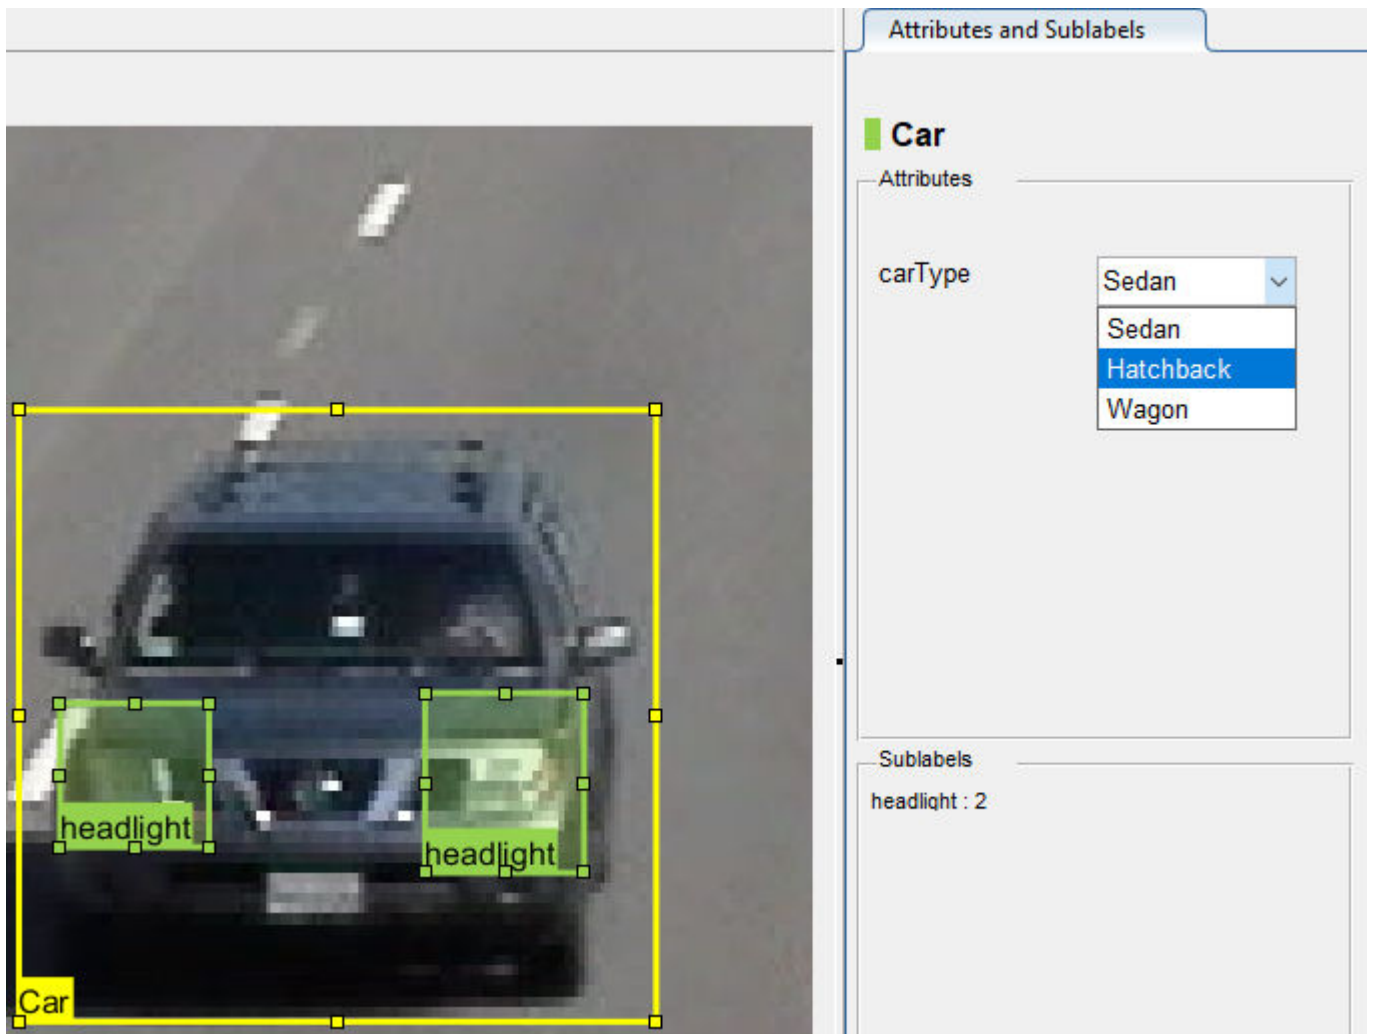 Attributes and Sublabels
Car
Attributes
carType
Sedan
Sedan
Hatchback
Wagon
Sublabels
headlight : 2
headlight
headlight
Car